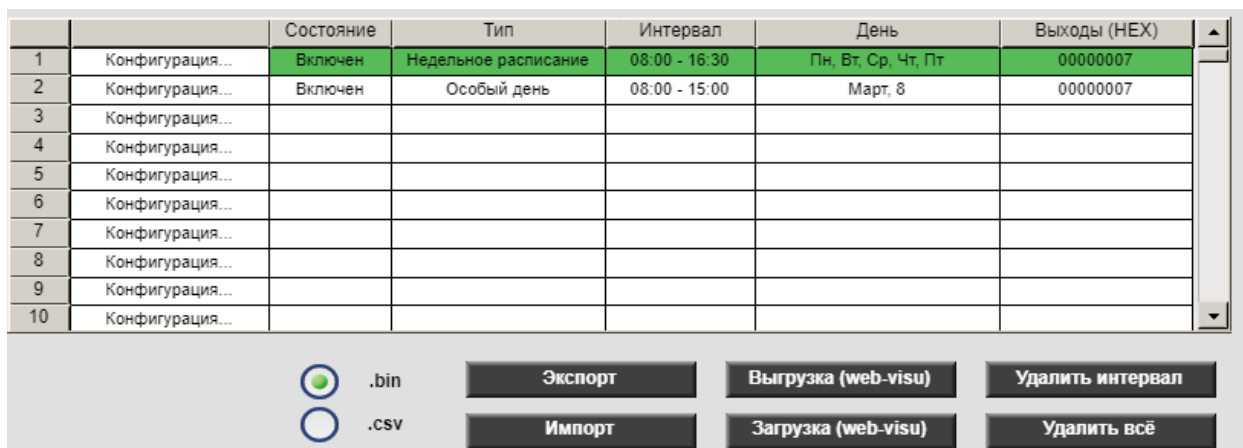 Состояние Тип Интервал День Выходы (HEX)
1 Конфигурация... Включен Недельное расписание 08:00 - 16:30 Пн, Вт, Ср, Чт, Пт 00000007
2 Конфигурация... Включен Особый день 08:00 - 15:00 Март, 8 00000007
3 Конфигурация...
4 Конфигурация...
5 Конфигурация...
6 Конфигурация...
7 Конфигурация...
8 Конфигурация...
9 Конфигурация...
10 Конфигурация...
.bin Экспорт Выгрузка (web-visu) Удалить интервал
.csv Импорт Загрузка (web-visu) Удалить всё